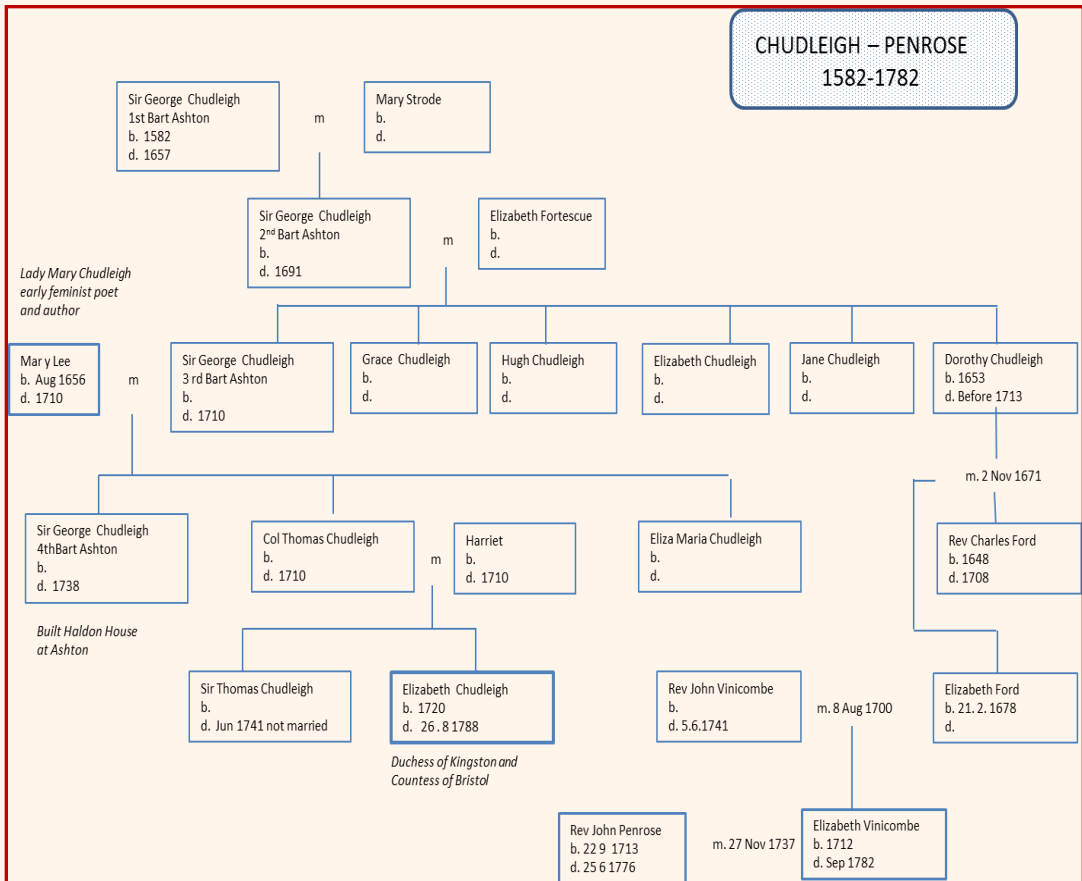 CHUDLEIGH – PENROSE
1582-1782
Sir George Chudleigh
1st Bart Ashton
b. 1582
d. 1657
m
Mary Strode
b.
d.
Sir George Chudleigh
2nd Bart Ashton
b.
d. 1691
m
Elizabeth Fortescue
b.
d.
Lady Mary Chudleigh
early feminist poet
and author
Mar y Lee
b. Aug 1656
d. 1710
m
Sir George Chudleigh
3 rd Bart Ashton
b.
d. 1710
Grace Chudleigh
b.
d.
Hugh Chudleigh
b.
d.
Elizabeth Chudleigh
b.
d.
Jane Chudleigh
b.
d.
Dorothy Chudleigh
b. 1653
d. Before 1713
m. 2 Nov 1671
Sir George Chudleigh
4thBart Ashton
b.
d. 1738
Col Thomas Chudleigh
b.
d. 1710
m
Harriet
b.
d. 1710
Eliza Maria Chudleigh
b.
d.
Rev Charles Ford
b. 1648
d. 1708
Built Haldon House
at Ashton
Sir Thomas Chudleigh
b.
d. Jun 1741 not married
Elizabeth Chudleigh
b. 1720
d. 26 . 8 1788
Duchess of Kingston and
Countess of Bristol
Rev John Vinicombe
b.
d. 5.6.1741
m. 8 Aug 1700
Elizabeth Ford
b. 21. 2. 1678
d.
Rev John Penrose
b. 22 9 1713
d. 25 6 1776
m. 27 Nov 1737
Elizabeth Vinicombe
b. 1712
d. Sep 1782